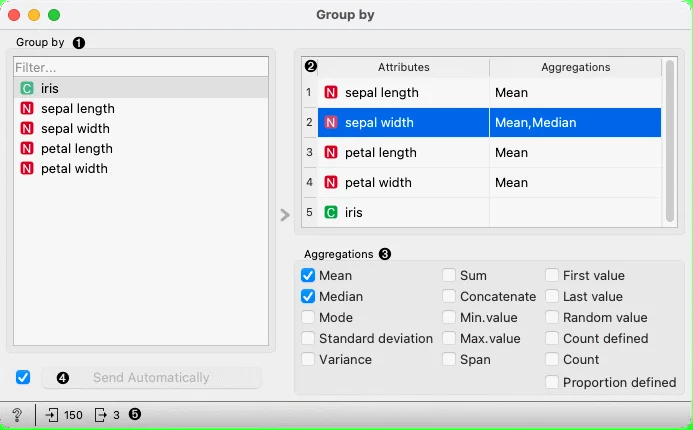 Group by
Group by ❶
Filter...
C iris
N sepal length
N sepal width
N petal length
N petal width
❷ Attributes Aggregations
1 N sepal length Mean
2 N sepal width Mean,Median
3 N petal length Mean
4 N petal width Mean
5 C iris
Aggregations ❸
Mean Sum First value
Median Concatenate Last value
Mode Min.value Random value
Standard deviation Max.value Count defined
Variance Span Count
Proportion defined
❹ Send Automatically
? 150 3 ❺